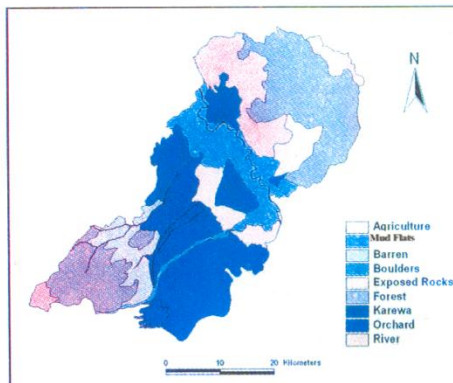 N
Agriculture
Mud Flats
Barren
Boulders
Exposed Rocks
Forest
Karewa
Orchard
River
0 10 20 Kilometers